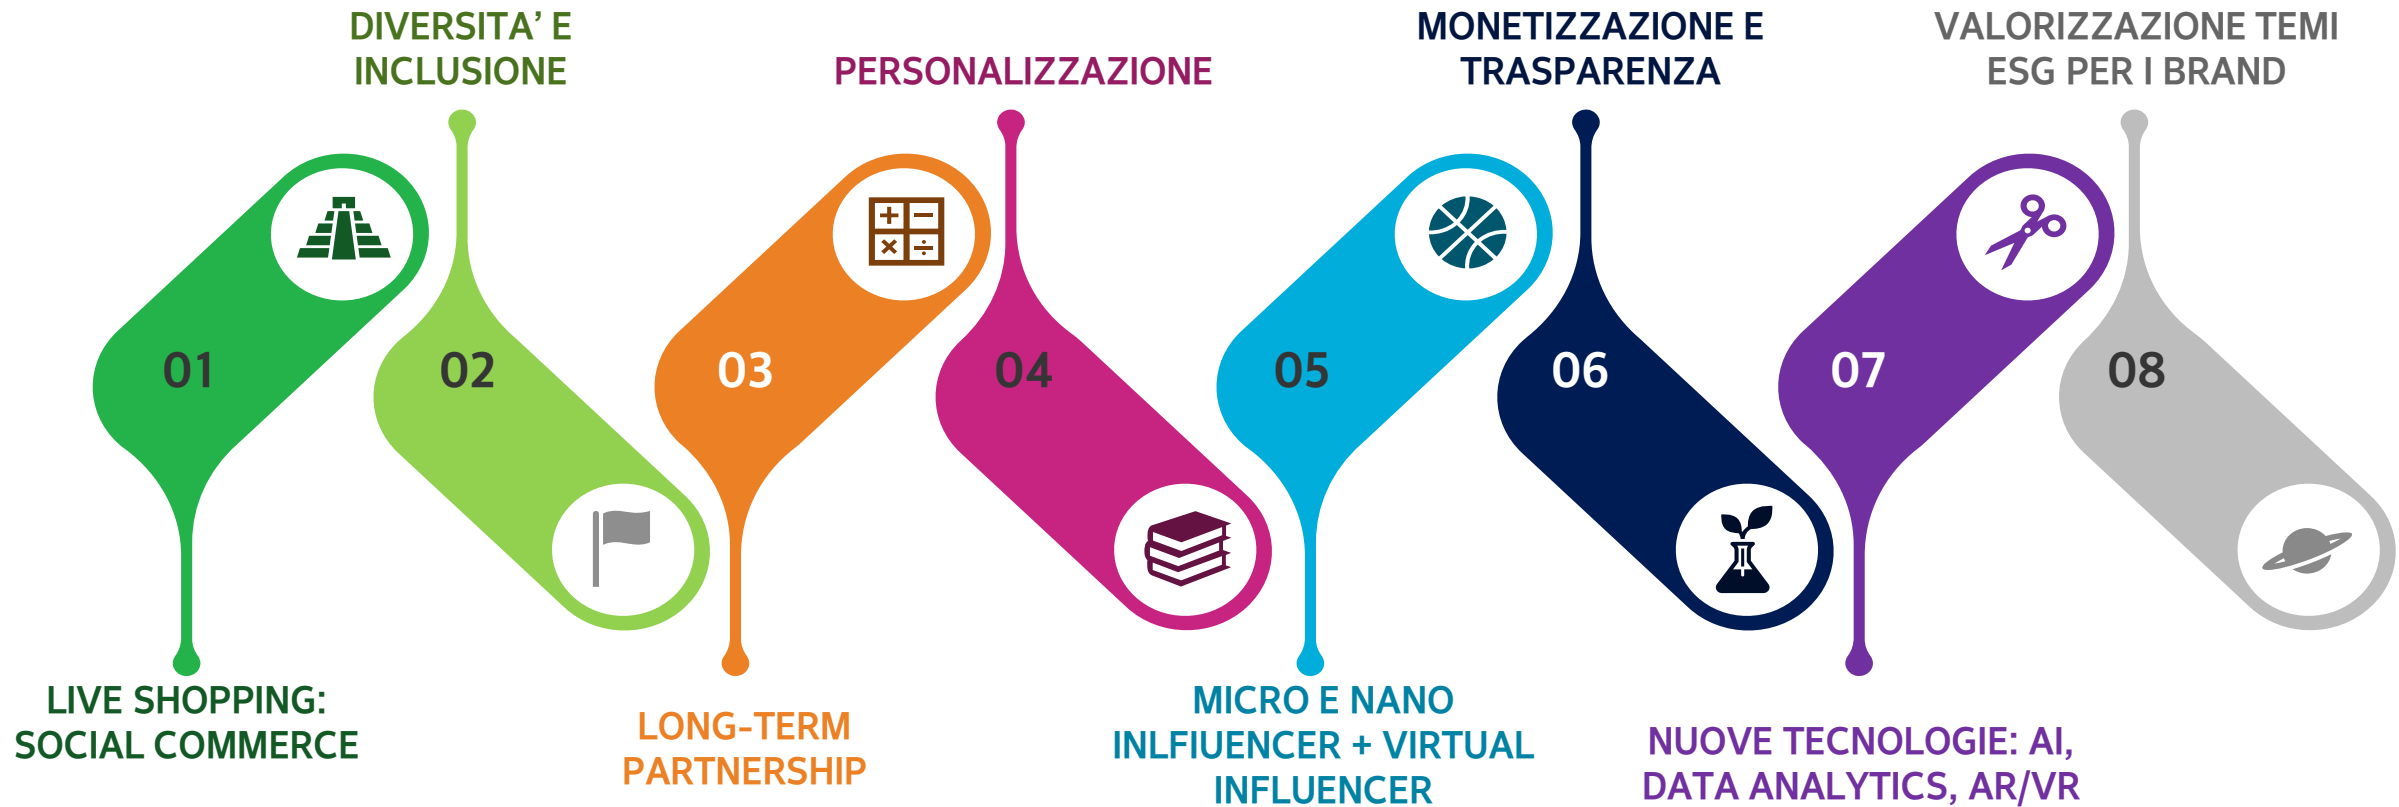 DIVERSITA’ E
INCLUSIONE
PERSONALIZZAZIONE
MONETIZZAZIONE E
TRASPARENZA
VALORIZZAZIONE TEMI
ESG PER I BRAND
01
02
03
04
05
06
07
08
LIVE SHOPPING:
SOCIAL COMMERCE
LONG-TERM
PARTNERSHIP
MICRO E NANO
INLFIUENCER + VIRTUAL
INFLUENCER
NUOVE TECNOLOGIE: AI,
DATA ANALYTICS, AR/VR